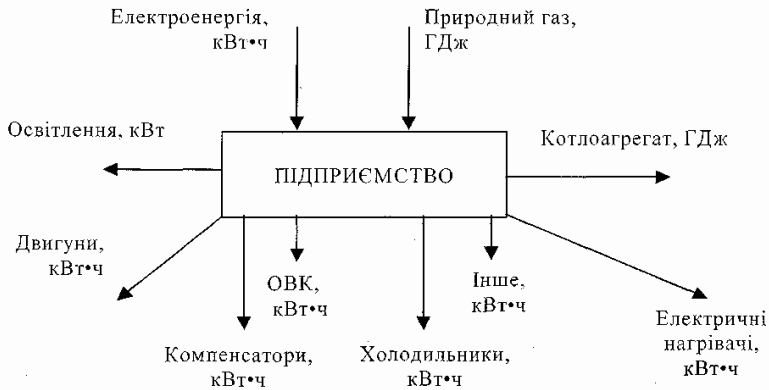 Електроенергія,
кВт•ч
Природний газ,
ГДж
Освітлення, кВт
ПІДПРИЄМСТВО
Котлоагрегат, ГДж
Двигуни,
кВт•ч
ОВК,
кВт•ч
Інше,
кВт•ч
Компенсатори,
кВт•ч
Холодильники,
кВт•ч
Електричні
нагрівачі,
кВт•ч